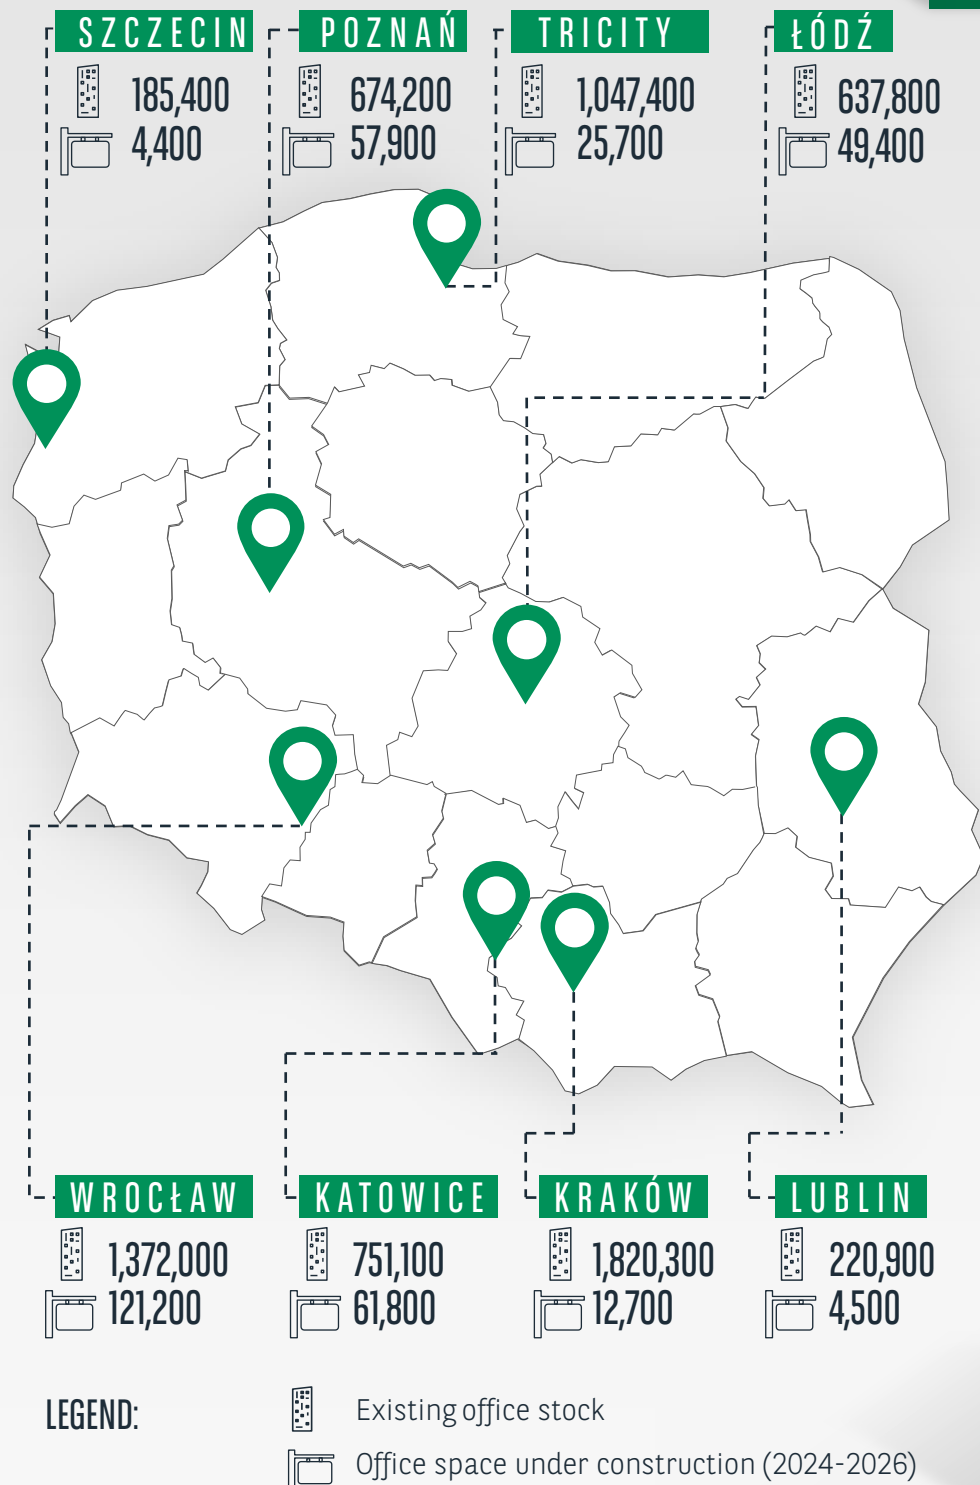 SZCZECIN
185,400
4,400
POZNAŃ
674,200
57,900
TRICITY
1,047,400
25,700
ŁÓDŹ
637,800
49,400
WROCŁAW
1,372,000
121,200
KATOWICE
751,100
61,800
KRAKÓW
1,820,300
12,700
LUBLIN
220,900
4,500
LEGEND:
Existing office stock
Office space under construction (2024-2026)